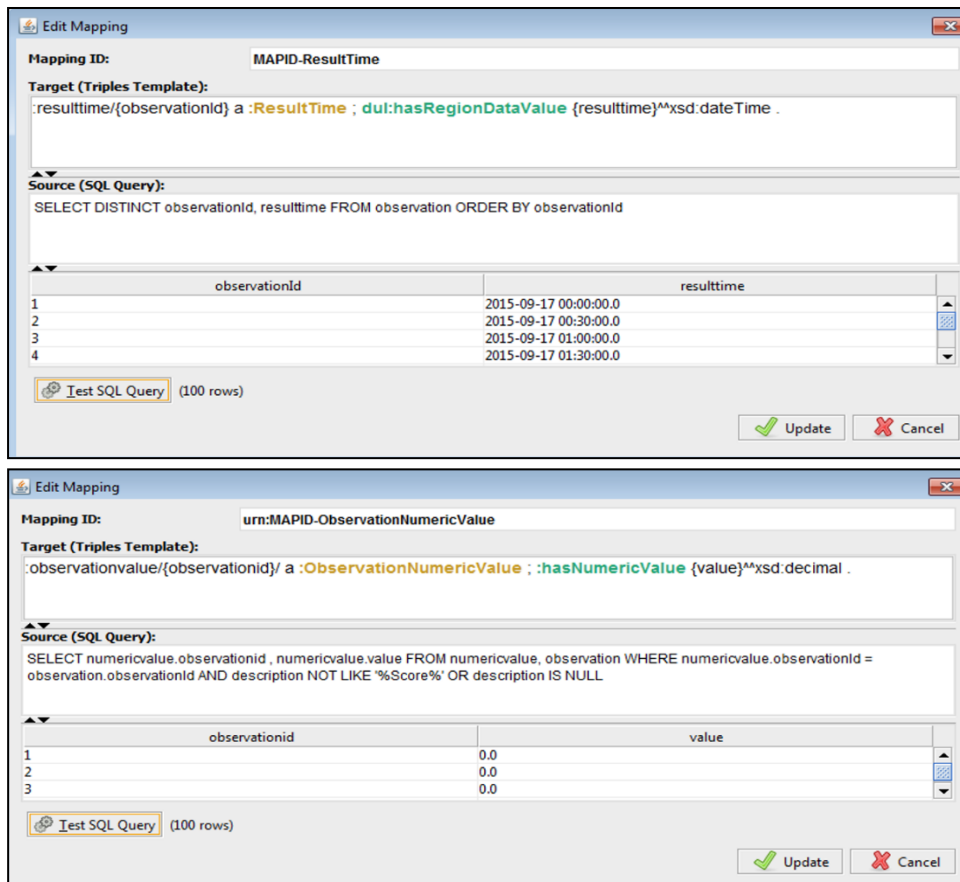 Edit Mapping
Mapping ID: MAPID-ResultTime
Target (Triples Template):
:resulttime/{observationId} a :ResultTime ; dul:hasRegionDataValue {resulttime}^^xsd:dateTime .
Source (SQL Query):
SELECT DISTINCT observationId, resulttime FROM observation ORDER BY observationId
observationId resulttime
1 2015-09-17 00:00:00.0
2 2015-09-17 00:30:00.0
3 2015-09-17 01:00:00.0
4 2015-09-17 01:30:00.0
Test SQL Query (100 rows)
Update Cancel
Edit Mapping
Mapping ID: urn:MAPID-ObservationNumericValue
Target (Triples Template):
:observationvalue/{observationid}/ a :ObservationNumericValue ; :hasNumericValue {value}^^xsd:decimal .
Source (SQL Query):
SELECT numericvalue.observationid , numericvalue.value FROM numericvalue, observation WHERE numericvalue.observationId =
observation.observationId AND description NOT LIKE '%Score%' OR description IS NULL
observationid value
1 0.0
2 0.0
3 0.0
Test SQL Query (100 rows)
Update Cancel